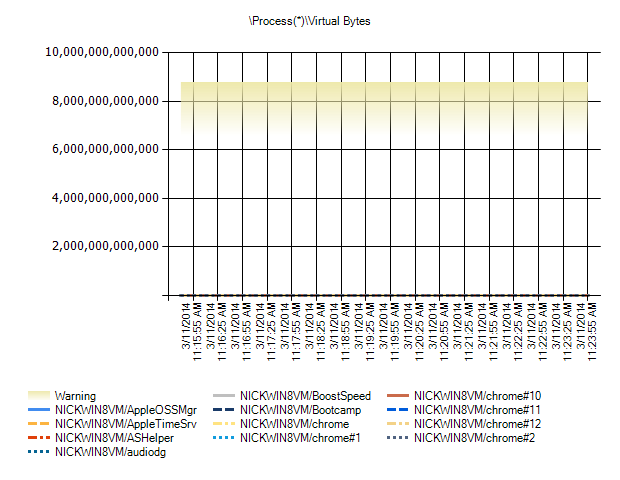 \Process(*)\Virtual Bytes
10,000,000,000,000
8,000,000,000,000
6,000,000,000,000
4,000,000,000,000
2,000,000,000,000
3/11/2014
11:15:55 AM
3/11/2014
11:16:25 AM
3/11/2014
11:16:55 AM
3/11/2014
11:17:25 AM
3/11/2014
11:17:55 AM
3/11/2014
11:18:25 AM
3/11/2014
11:18:55 AM
3/11/2014
11:19:25 AM
3/11/2014
11:19:55 AM
3/11/2014
11:20:25 AM
3/11/2014
11:20:55 AM
3/11/2014
11:21:25 AM
3/11/2014
11:21:55 AM
3/11/2014
11:22:25 AM
3/11/2014
11:22:55 AM
3/11/2014
11:23:25 AM
3/11/2014
11:23:55 AM
Warning
NICKWIN8VM/BoostSpeed
NICKWIN8VM/chrome#10
NICKWIN8VM/AppleOSSMgr
NICKWIN8VM/Bootcamp
NICKWIN8VM/chrome#11
NICKWIN8VM/AppleTimeSrv
NICKWIN8VM/chrome
NICKWIN8VM/chrome#12
NICKWIN8VM/ASHelper
NICKWIN8VM/chrome#1
NICKWIN8VM/chrome#2
NICKWIN8VM/audiodg